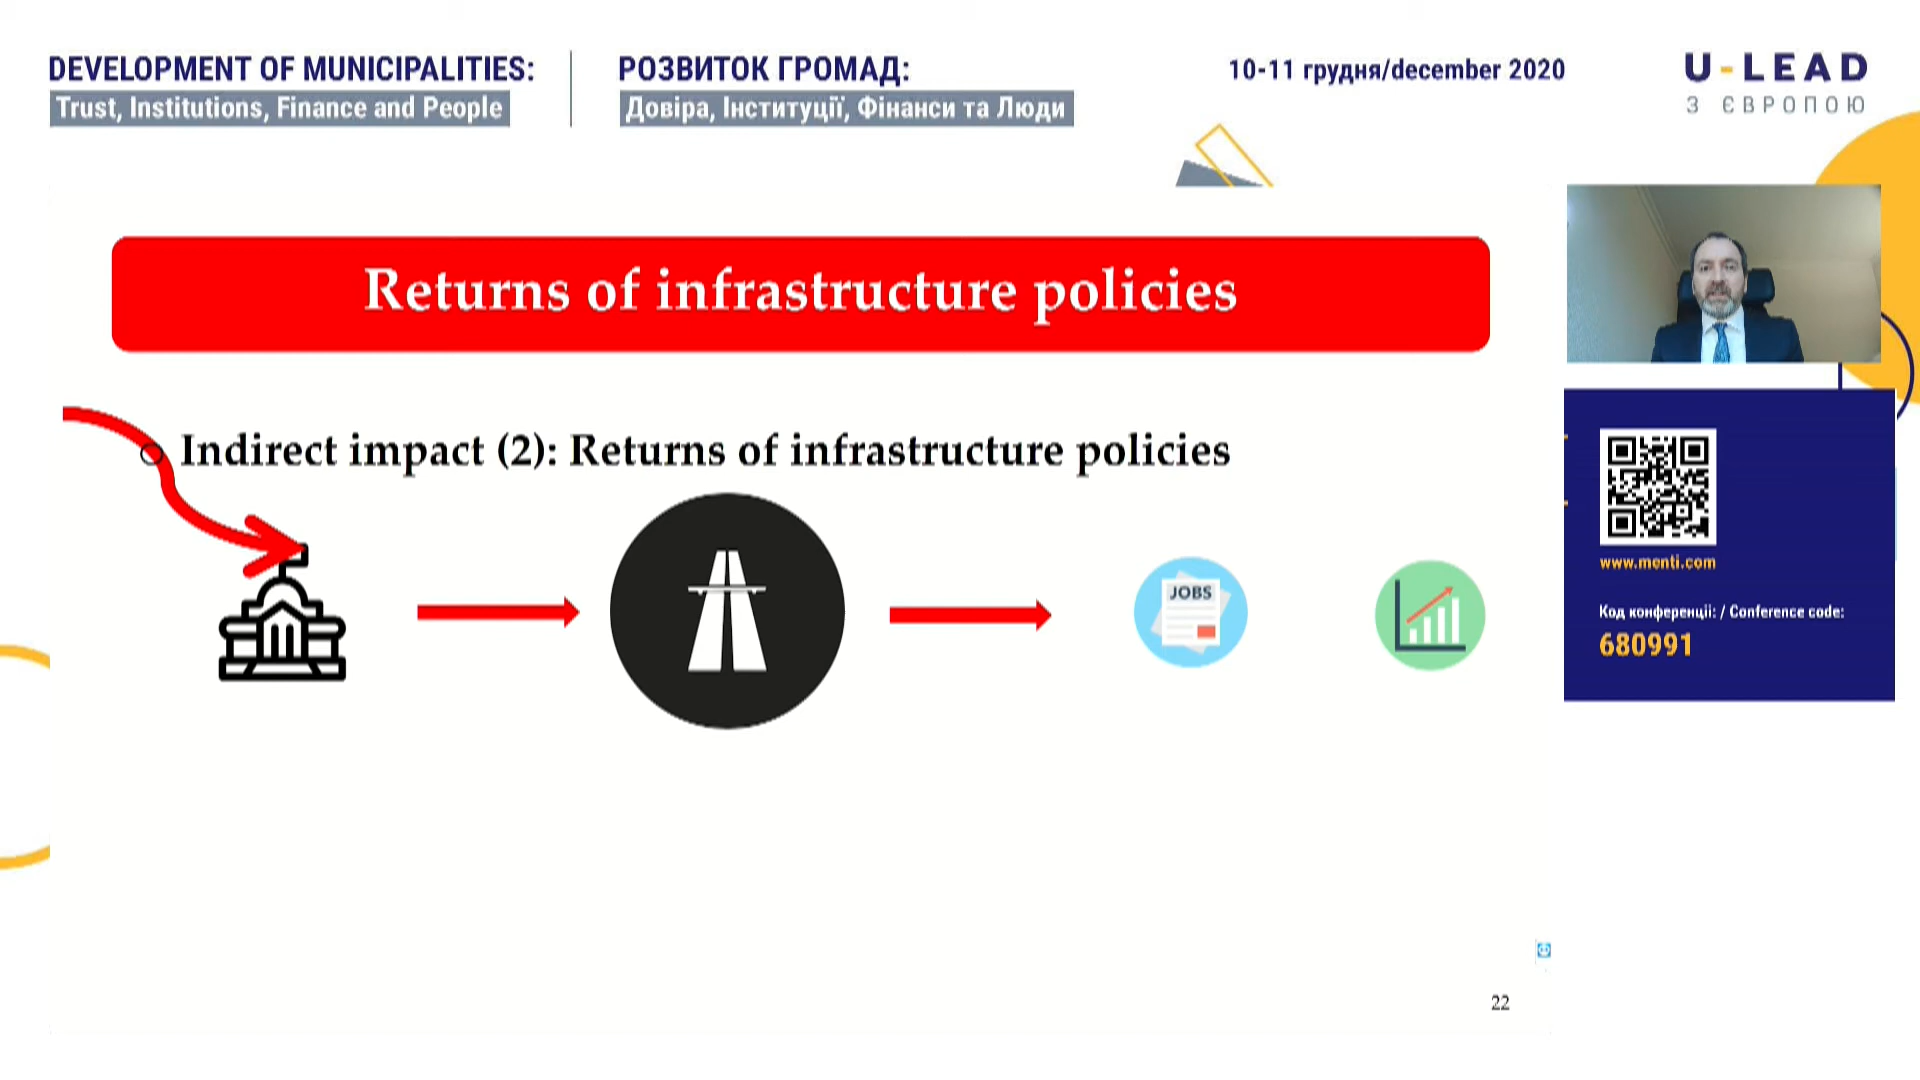 DEVELOPMENT OF MUNICIPALITIES:
Trust, Institutions, Finance and People
РОЗВИТОК ГРОМАД:
Довіра, Інституції, Фінанси та Люди
10-11 грудня/december 2020
U-LEAD
З ЄВРОПОЮ
Returns of infrastructure policies
Indirect impact (2): Returns of infrastructure policies
JOBS
www.menti.com
Код конференції: / Conference code:
680991
22